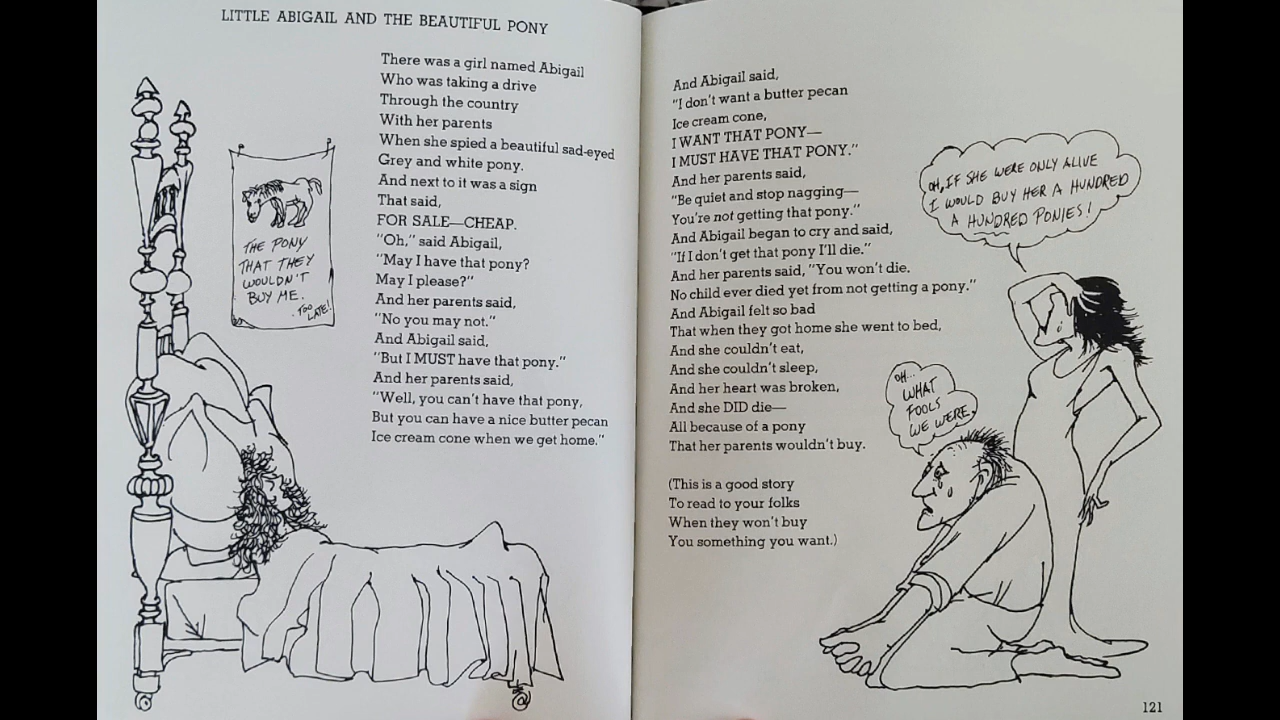 LITTLE ABIGAIL AND THE BEAUTIFUL PONY
There was a girl named Abigail
Who was taking a drive
Through the country
With her parents
When she spied a beautiful sad-eyed
Grey and white pony.
And next to it was a sign
That said,
FOR SALE—CHEAP.
"Oh," said Abigail,
"May I have that pony?
May I please?"
And her parents said,
"No you may not."
And Abigail said,
"But I MUST have that pony."
And her parents said,
"Well, you can't have that pony,
But you can have a nice butter pecan
Ice cream cone when we get home."
THE PONY
THAT THEY
WOULDN'T
BUY ME.
. TOO
LATE!
And Abigail said,
"I don't want a butter pecan
Ice cream cone,
I WANT THAT PONY—
I MUST HAVE THAT PONY."
And her parents said,
"Be quiet and stop nagging—
You're not getting that pony."
And Abigail began to cry and said,
"If I don't get that pony I'll die."
And her parents said, "You won't die.
No child ever died yet from not getting a pony."
And Abigail felt so bad
That when they got home she went to bed,
And she couldn't eat,
And she couldn't sleep,
And her heart was broken,
And she DID die—
All because of a pony
That her parents wouldn't buy.
(This is a good story
To read to your folks
When they won't buy
You something you want.)
OH, IF SHE WERE ONLY ALIVE
I WOULD BUY HER A HUNDRED
A HUNDRED PONIES!
OH...
WHAT
FOOLS
WE WERE.
121